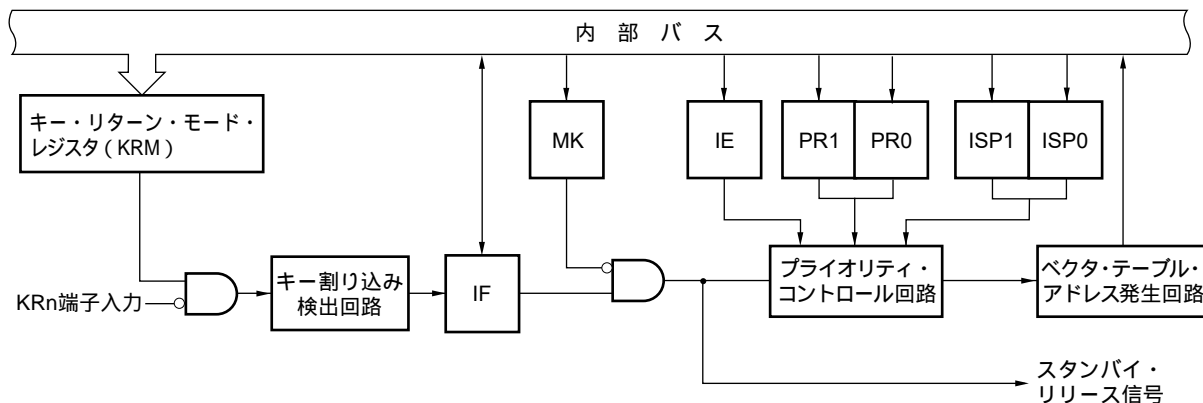 内 部 バ ス
キー・リターン・モード・
レジスタ（KRM）
MK
IE
PR1
PR0
ISP1
ISP0
KRn端子入力
キー割り込み
検出回路
IF
プライオリティ・
コントロール回路
ベクタ・テーブル・
アドレス発生回路
スタンバイ・
リリース信号